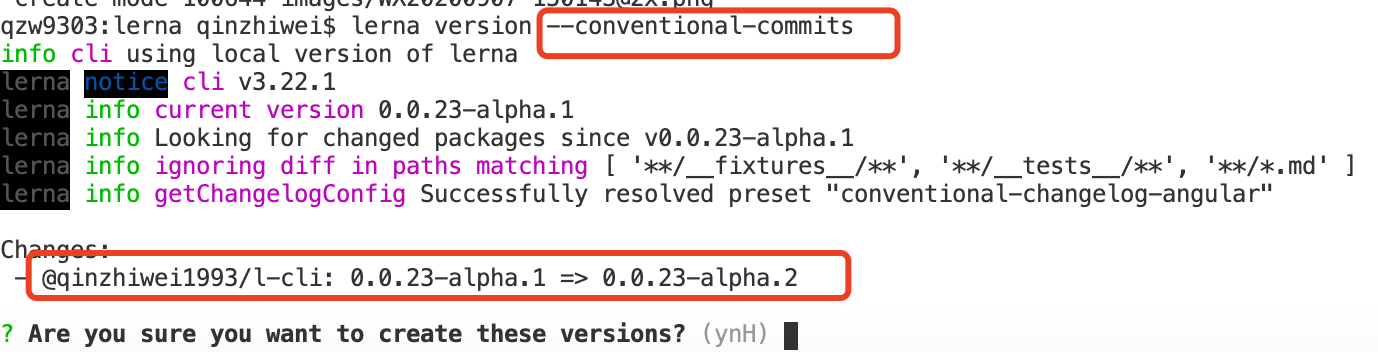 create mode 100644 images/WX20200907-150143@2x.png
qzw9303:lerna qinzhiwei$ lerna version --conventional-commits
info cli using local version of lerna
lerna notice cli v3.22.1
lerna info current version 0.0.23-alpha.1
lerna info Looking for changed packages since v0.0.23-alpha.1
lerna info ignoring diff in paths matching [ '**/__fixtures__/**', '**/__tests__/**', '**/*.md' ]
lerna info getChangelogConfig Successfully resolved preset "conventional-changelog-angular"
Changes:
- @qinzhiwei1993/l-cli: 0.0.23-alpha.1 => 0.0.23-alpha.2
? Are you sure you want to create these versions? (ynH)